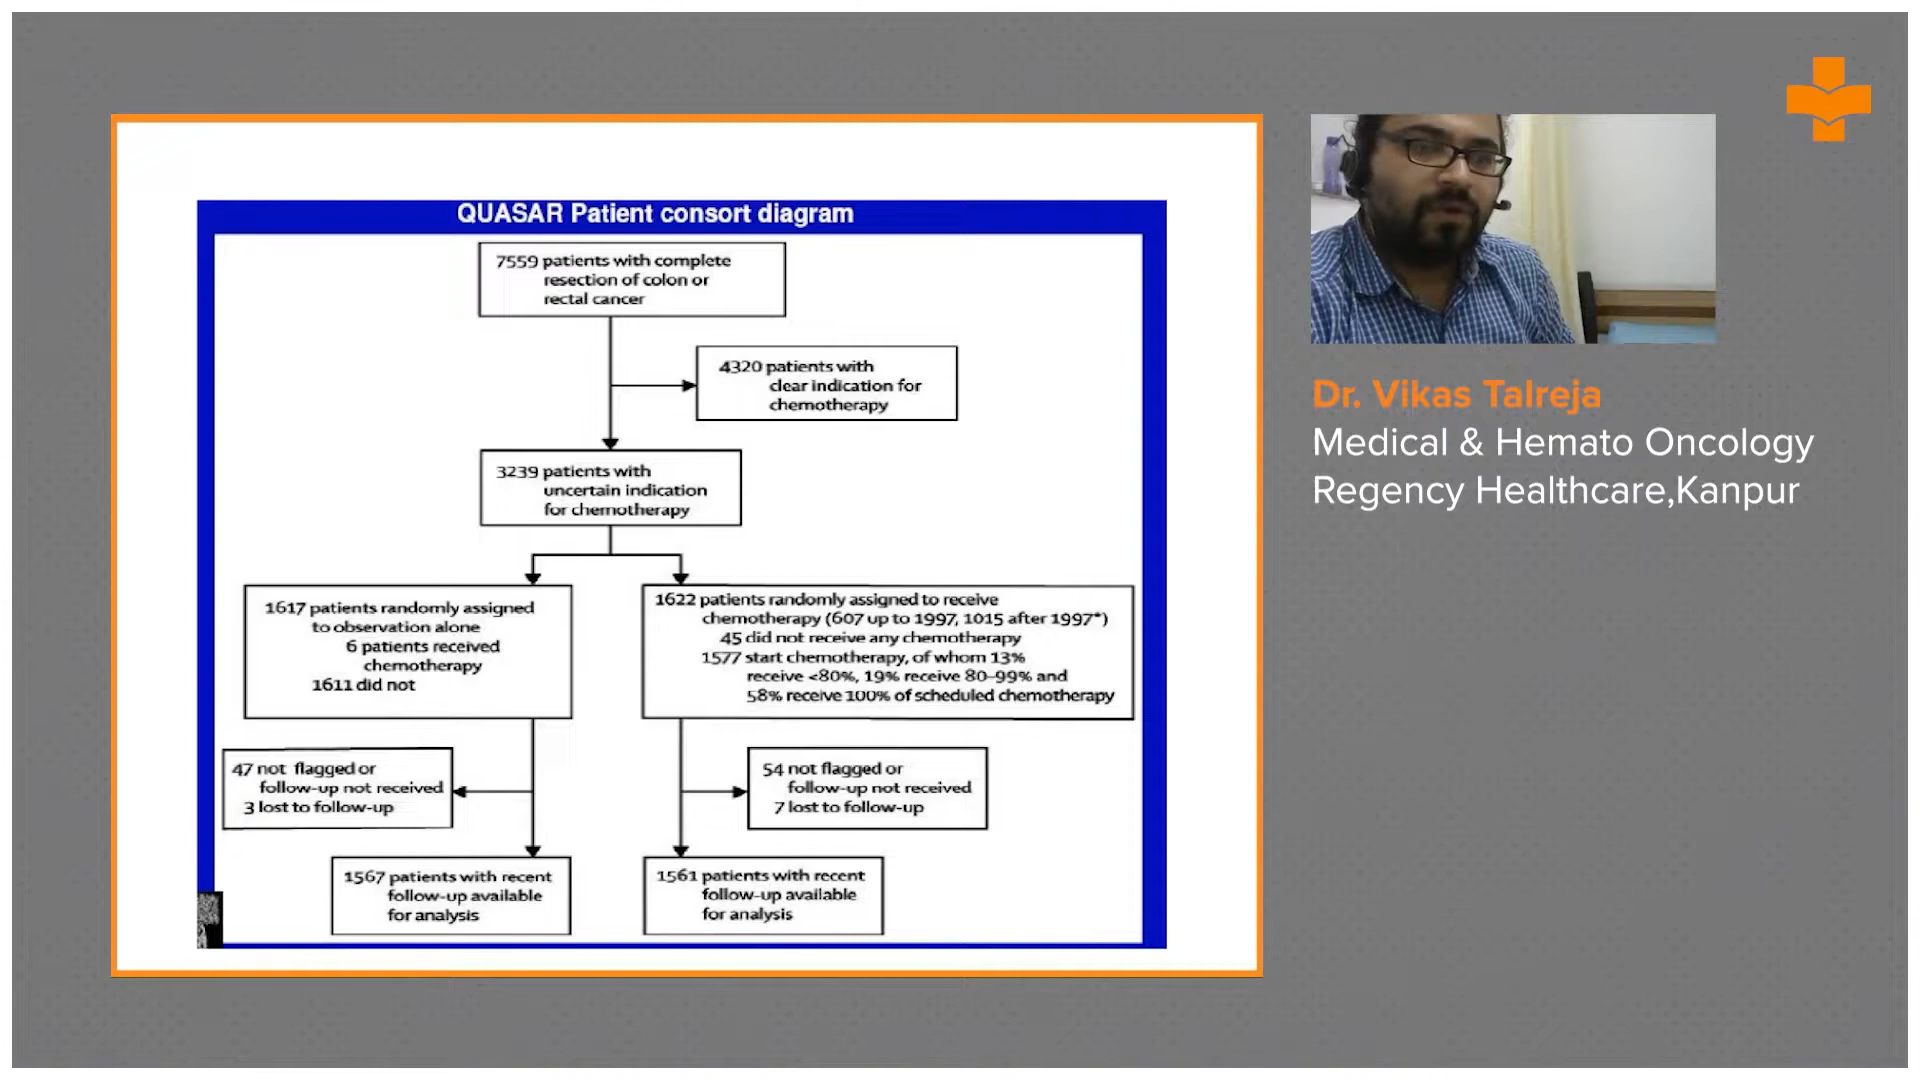 QUASAR Patient consort diagram
7559 patients with complete
resection of colon or
rectal cancer
4320 patients with
clear indication for
chemotherapy
3239 patients with
uncertain indication
for chemotherapy
1617 patients randomly assigned
to observation alone
6 patients received
chemotherapy
1611 did not
1622 patients randomly assigned to receive
chemotherapy (607 up to 1997, 1015 after 1997*)
45 did not receive any chemotherapy
1577 start chemotherapy, of whom 13%
receive <80%, 19% receive 80–99% and
58% receive 100% of scheduled chemotherapy
47 not flagged or
follow-up not received
3 lost to follow-up
54 not flagged or
follow-up not received
7 lost to follow-up
1567 patients with recent
follow-up available
for analysis
1561 patients with recent
follow-up available
for analysis
Dr. Vikas Talreja
Medical & Hemato Oncology
Regency Healthcare,Kanpur